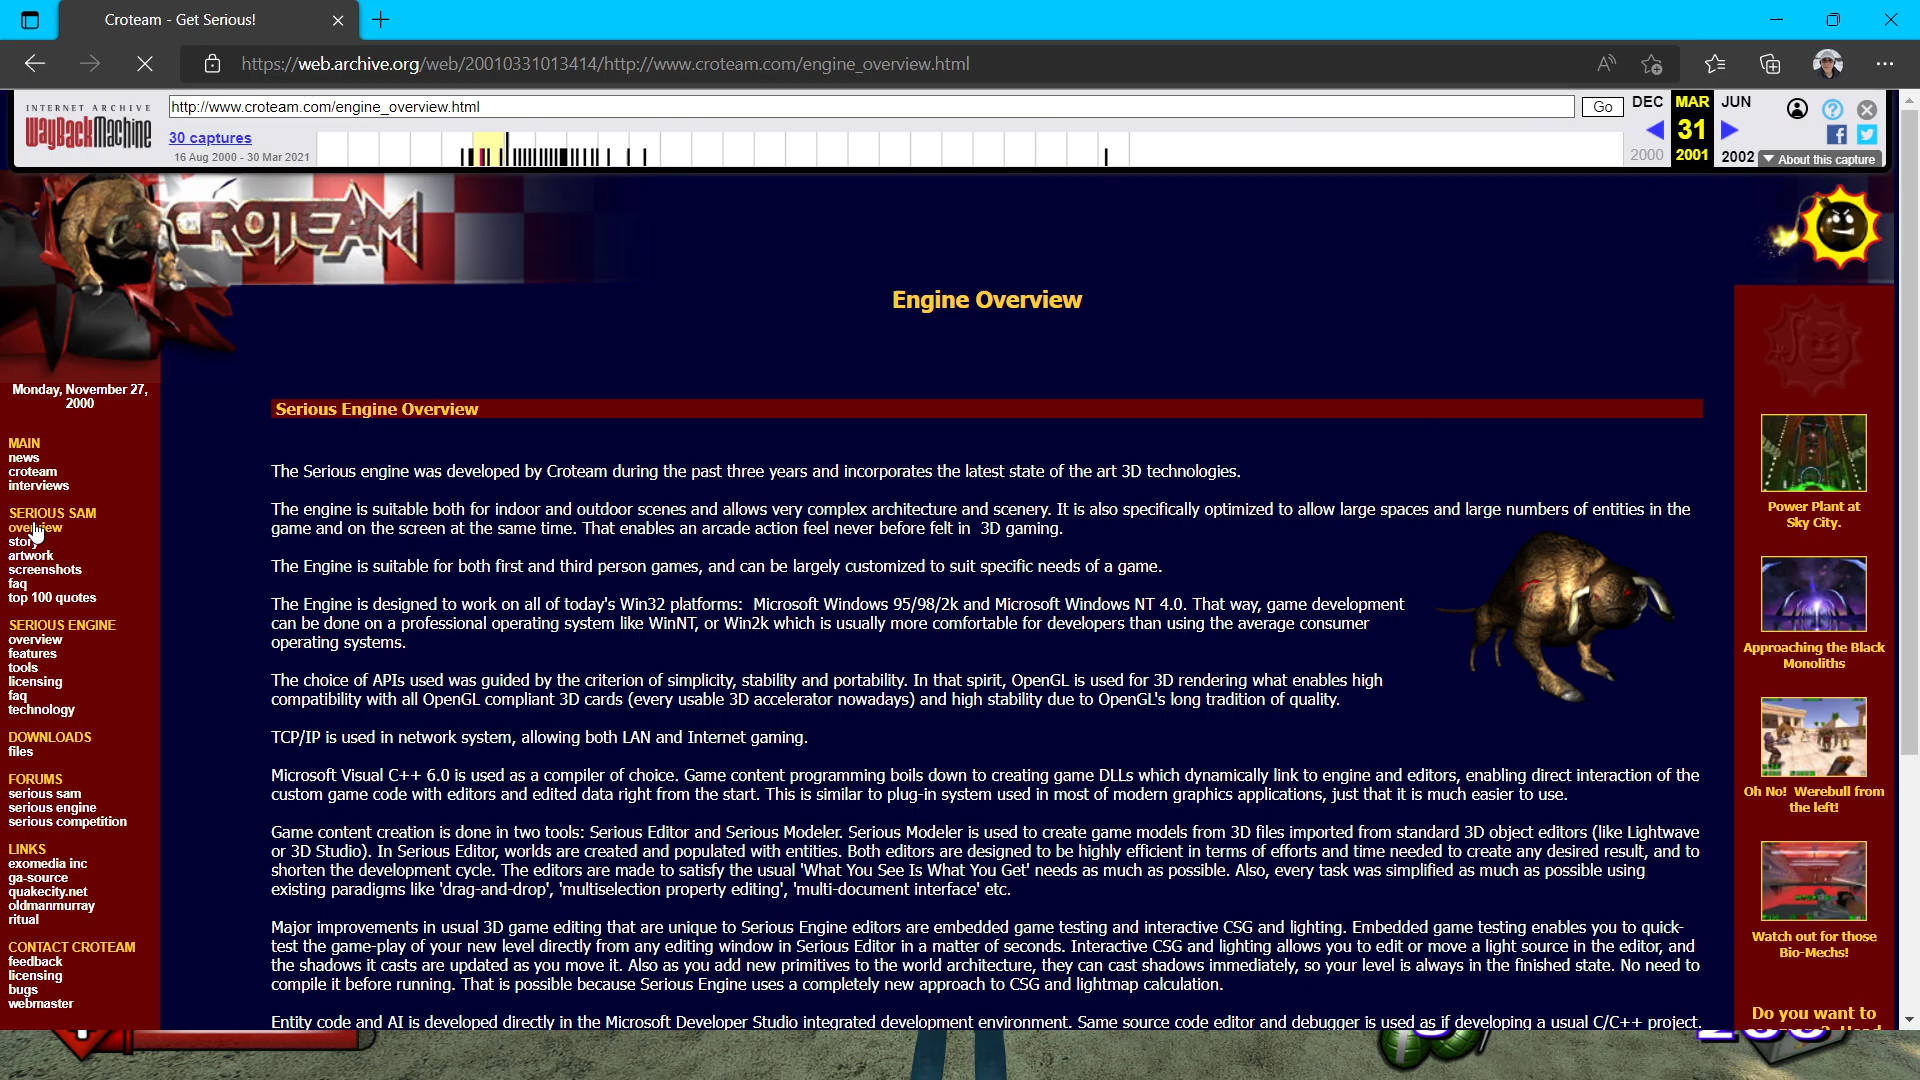 Croteam - Get Serious!
https://web.archive.org/web/20010331013414/http://www.croteam.com/engine_overview.html
INTERNET ARCHIVE
WayBackMachine
http://www.croteam.com/engine_overview.html
Go
30 captures
16 Aug 2000 - 30 Mar 2021
DEC MAR JUN
31
2000 2001 2002
About this capture
CROTEAM
Engine Overview
Monday, November 27,
2000
MAIN
news
croteam
interviews
SERIOUS SAM
overview
story
artwork
screenshots
faq
top 100 quotes
SERIOUS ENGINE
overview
features
tools
licensing
faq
technology
DOWNLOADS
files
FORUMS
serious sam
serious engine
serious competition
LINKS
exomedia inc
ga-source
quakecity.net
oldmanmurray
ritual
CONTACT CROTEAM
feedback
licensing
bugs
webmaster
Serious Engine Overview
The Serious engine was developed by Croteam during the past three years and incorporates the latest state of the art 3D technologies.
The engine is suitable both for indoor and outdoor scenes and allows very complex architecture and scenery. It is also specifically optimized to allow large spaces and large numbers of entities in the
game and on the screen at the same time. That enables an arcade action feel never before felt in 3D gaming.
The Engine is suitable for both first and third person games, and can be largely customized to suit specific needs of a game.
The Engine is designed to work on all of today's Win32 platforms: Microsoft Windows 95/98/2k and Microsoft Windows NT 4.0. That way, game development
can be done on a professional operating system like WinNT, or Win2k which is usually more comfortable for developers than using the average consumer
operating systems.
The choice of APIs used was guided by the criterion of simplicity, stability and portability. In that spirit, OpenGL is used for 3D rendering what enables high
compatibility with all OpenGL compliant 3D cards (every usable 3D accelerator nowadays) and high stability due to OpenGL's long tradition of quality.
TCP/IP is used in network system, allowing both LAN and Internet gaming.
Microsoft Visual C++ 6.0 is used as a compiler of choice. Game content programming boils down to creating game DLLs which dynamically link to engine and editors, enabling direct interaction of the
custom game code with editors and edited data right from the start. This is similar to plug-in system used in most of modern graphics applications, just that it is much easier to use.
Game content creation is done in two tools: Serious Editor and Serious Modeler. Serious Modeler is used to create game models from 3D files imported from standard 3D object editors (like Lightwave
or 3D Studio). In Serious Editor, worlds are created and populated with entities. Both editors are designed to be highly efficient in terms of efforts and time needed to create any desired result, and to
shorten the development cycle. The editors are made to satisfy the usual 'What You See Is What You Get' needs as much as possible. Also, every task was simplified as much as possible using
existing paradigms like 'drag-and-drop', 'multiselection property editing', 'multi-document interface' etc.
Major improvements in usual 3D game editing that are unique to Serious Engine editors are embedded game testing and interactive CSG and lighting. Embedded game testing enables you to quick-
test the game-play of your new level directly from any editing window in Serious Editor in a matter of seconds. Interactive CSG and lighting allows you to edit or move a light source in the editor, and
the shadows it casts are updated as you move it. Also as you add new primitives to the world architecture, they can cast shadows immediately, so your level is always in the finished state. No need to
compile it before running. That is possible because Serious Engine uses a completely new approach to CSG and lightmap calculation.
Entity code and AI is developed directly in the Microsoft Developer Studio integrated development environment. Same source code editor and debugger is used as if developing a usual C/C++ project.
Power Plant at
Sky City.
Approaching the Black
Monoliths
Oh No! Werebull from
the left!
Watch out for those
Bio-Mechs!
Do you want to